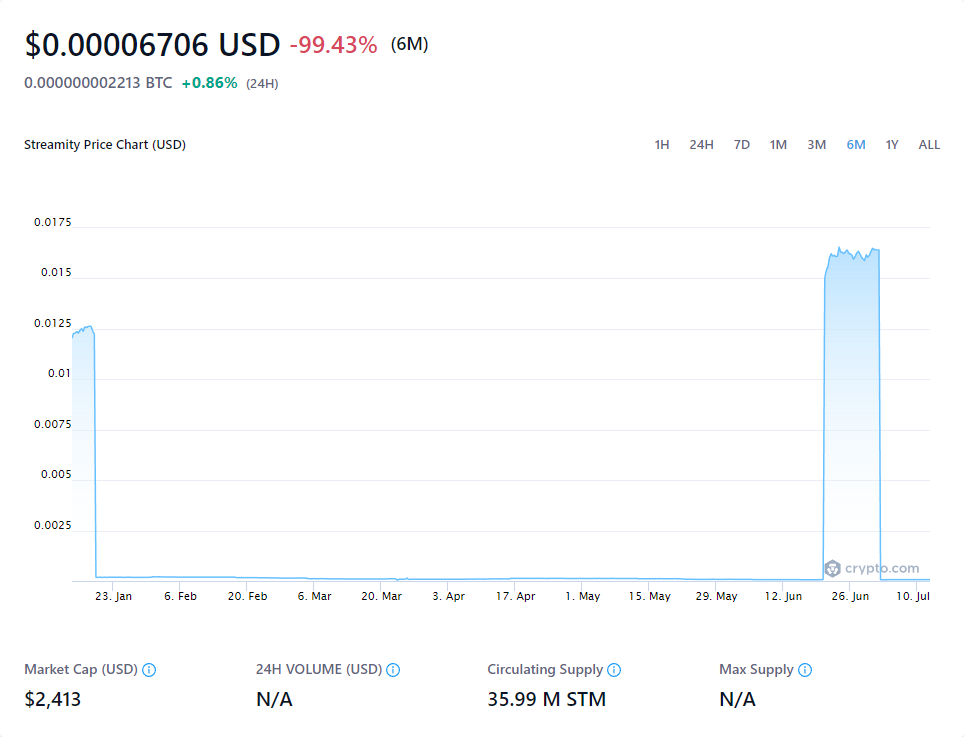 $0.00006706 USD -99.43% (6M)
0.000000002213 BTC +0.86% (24H)
Streamity Price Chart (USD) 1H 24H 7D 1M 3M 6M 1Y ALL
0.0175
0.015
0.0125
0.01
0.0075
0.005
0.0025
crypto.com
23. Jan 6. Feb 20. Feb 6. Mar 20. Mar 3. Apr 17. Apr 1. May 15. May 29. May 12. Jun 26. Jun 10. Jul
Market Cap (USD) 24H VOLUME (USD) Circulating Supply Max Supply
$2,413 N/A 35.99 M STM N/A